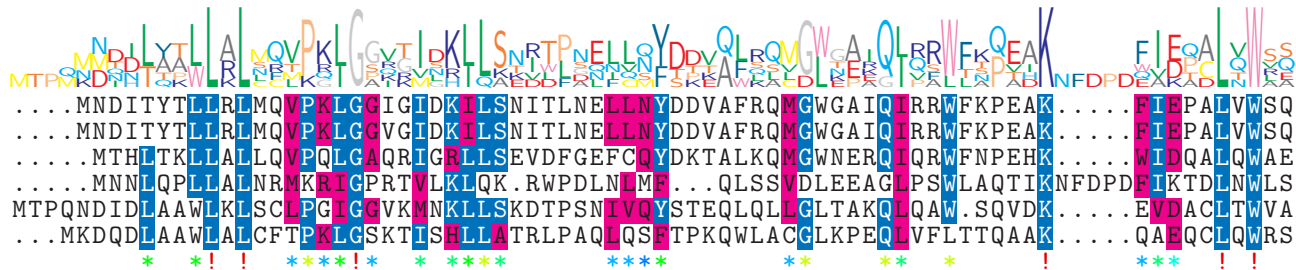 ....MNDITYTLLRLMQVPKLGGIGIDKILSNITLNELLNYDDVAFRQMGWGAIQIRRWFKPEAK.....FIEPALVWSQ
....MNDITYTLLRLMQVPKLGGVGIDKILSNITLNELLNYDDVAFRQMGWGAIQIRRWFKPEAK.....FIEPALVWSQ
.....MTHLTKLLALLQVPQLGAQRIGRLLSEVDFGEFCQYDKTALKQMGWNERQIQRWFNPEHK.....WIDQALQWAE
.....MNNLQPLLALNRMKRIGPRTVLKLQK.RWPDLNLMF...QLSSVDLEEAGLPSWLAQTIKNFDPDFIKTDLNWLS
MTPQNDIDLAAWLKLSCLPGIGGVKMNKLLSKDTPSNIVQYSTEQLQLLGLTAKQLQAW.SQVDK.....EVDACLTWVA
...MKDQDLAAWLALCFTPKLGSKTISHLLATRLPAQLQSFTPKQWLACGLKPEQLVFLTTQAAK.....QAEQCLQWRS
* *! ! ****!* * **** **** ** ** * ! *** ! !